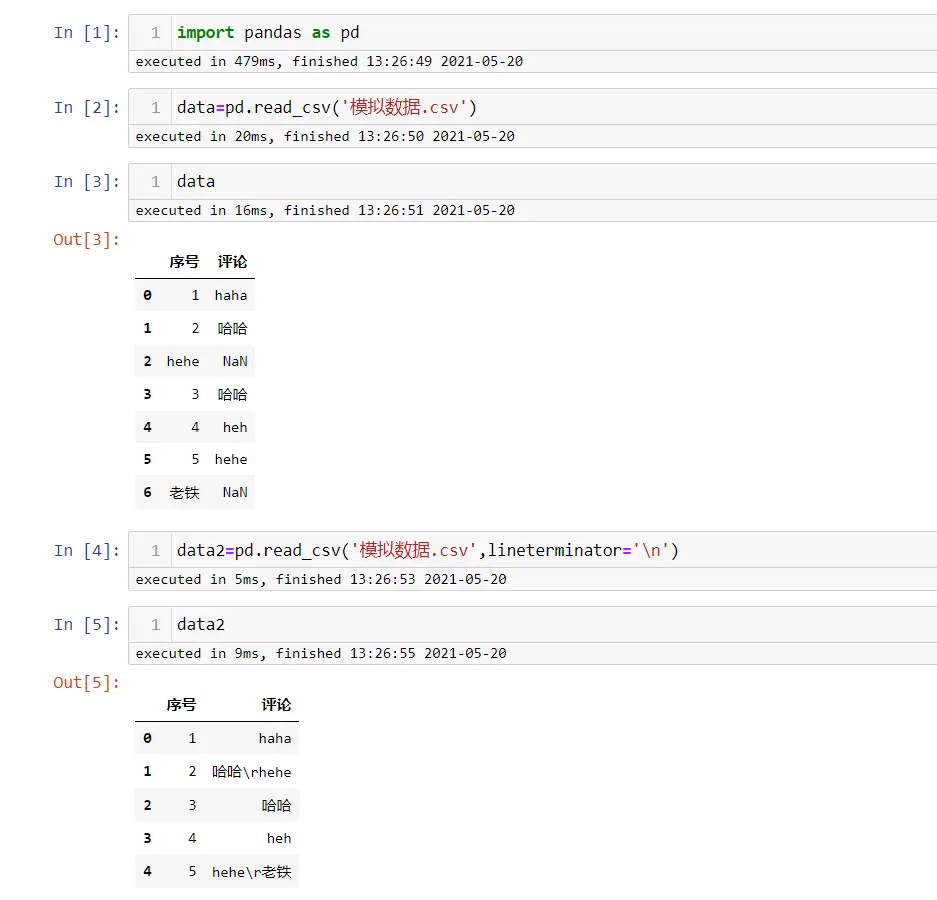 In [1]: 1 import pandas as pd
executed in 479ms, finished 13:26:49 2021-05-20
In [2]: 1 data=pd.read_csv('模拟数据.csv')
executed in 20ms, finished 13:26:50 2021-05-20
In [3]: 1 data
executed in 16ms, finished 13:26:51 2021-05-20
Out[3]:
序号 评论
0 1 haha
1 2 哈哈
2 hehe NaN
3 3 哈哈
4 4 heh
5 5 hehe
6 老铁 NaN
In [4]: 1 data2=pd.read_csv('模拟数据.csv',lineterminator='\n')
executed in 5ms, finished 13:26:53 2021-05-20
In [5]: 1 data2
executed in 9ms, finished 13:26:55 2021-05-20
Out[5]:
序号 评论
0 1 haha
1 2 哈哈\rhehe
2 3 哈哈
3 4 heh
4 5 hehe\r老铁